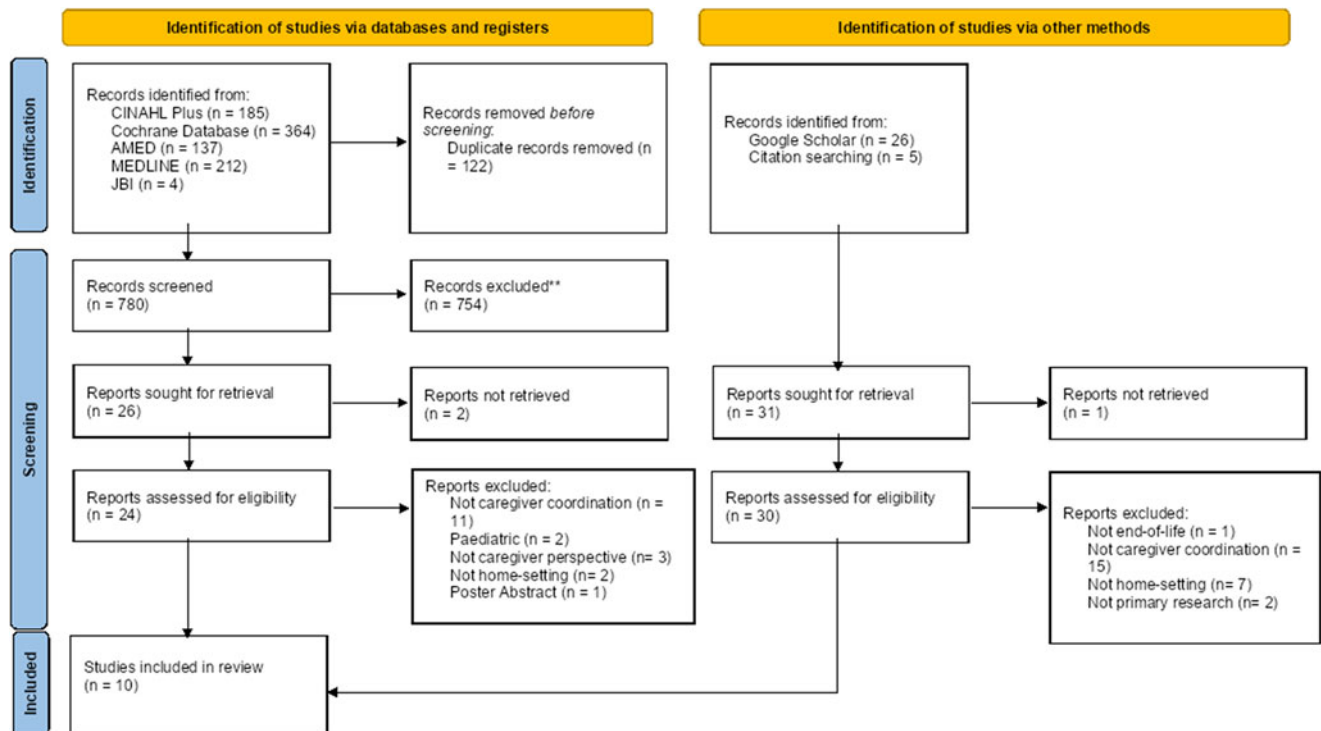 Identification of studies via databases and registers
Identification of studies via other methods
Identification
Records identified from:
CINAHL Plus (n = 185)
Cochrane Database (n = 364)
AMED (n = 137)
MEDLINE (n = 212)
JBI (n = 4)
Records removed before
screening:
Duplicate records removed (n
= 122)
Records identified from:
Google Scholar (n = 26)
Citation searching (n = 5)
Screening
Records screened
(n = 780)
Records excluded**
(n = 754)
Reports sought for retrieval
(n = 26)
Reports not retrieved
(n = 2)
Reports sought for retrieval
(n = 31)
Reports not retrieved
(n = 1)
Reports assessed for eligibility
(n = 24)
Reports excluded:
Not caregiver coordination (n =
11)
Paediatric (n = 2)
Not caregiver perspective (n= 3)
Not home-setting (n= 2)
Poster Abstract (n = 1)
Reports assessed for eligibility
(n = 30)
Reports excluded:
Not end-of-life (n = 1)
Not caregiver coordination (n =
15)
Not home-setting (n= 7)
Not primary research (n= 2)
Included
Studies included in review
(n = 10)